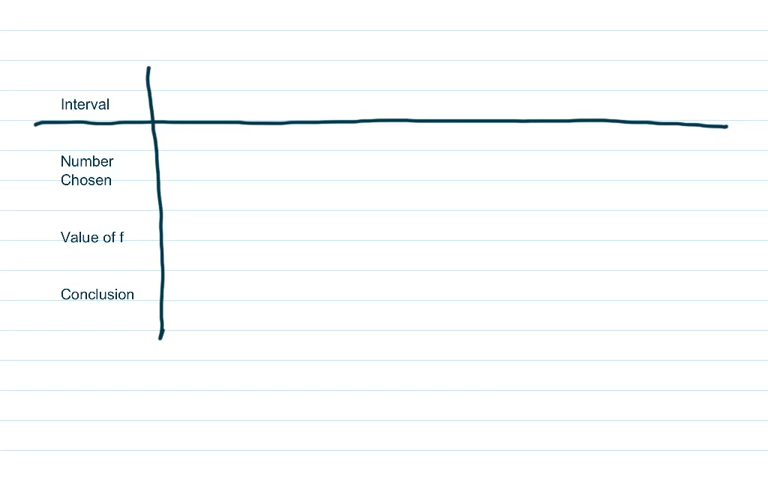 Interval
Number
Chosen
Value of f
Conclusion